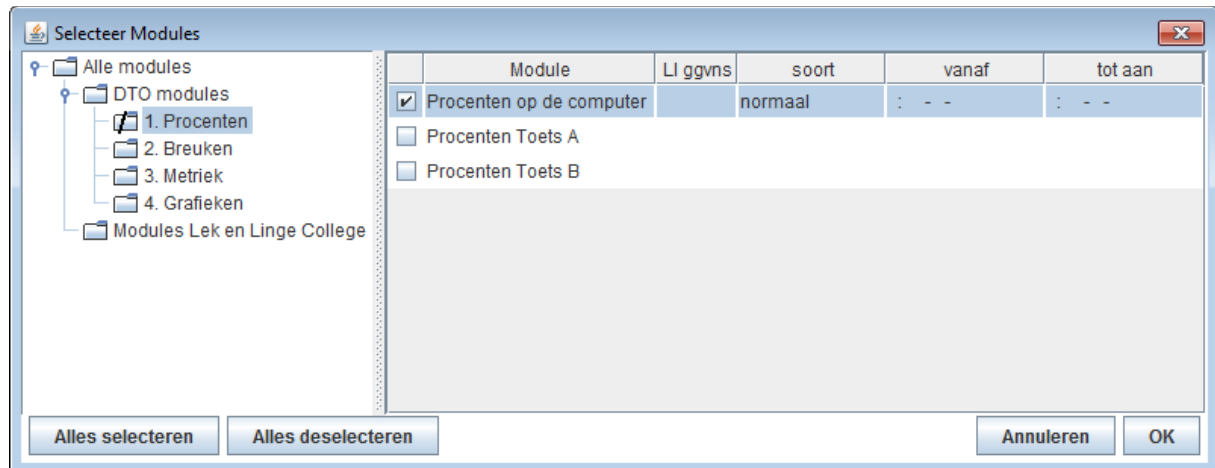 Selecteer Modules
Alle modules
DTO modules
1. Procenten
2. Breuken
3. Metriek
4. Grafieken
Modules Lek en Linge College
Module LI ggvns soort vanaf tot aan
Procenten op de computer normaal : - - : - -
Procenten Toets A
Procenten Toets B
Alles selecteren Alles deselecteren Annuleren OK